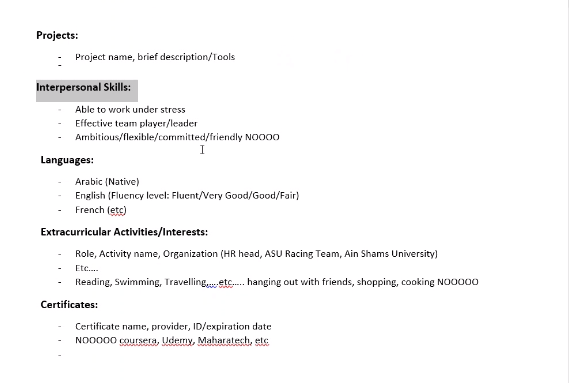 Projects:
- Project name, brief description/Tools
-
Interpersonal Skills:
- Able to work under stress
- Effective team player/leader
- Ambitious/flexible/committed/friendly NOOOO
Languages:
- Arabic (Native)
- English (Fluency level: Fluent/Very Good/Good/Fair)
- French (etc)
Extracurricular Activities/Interests:
- Role, Activity name, Organization (HR head, ASU Racing Team, Ain Shams University)
- Etc....
- Reading, Swimming, Travelling,....etc..... hanging out with friends, shopping, cooking NOOOOO
Certificates:
- Certificate name, provider, ID/expiration date
- NOOOOO coursera, Udemy, Maharatech, etc
-